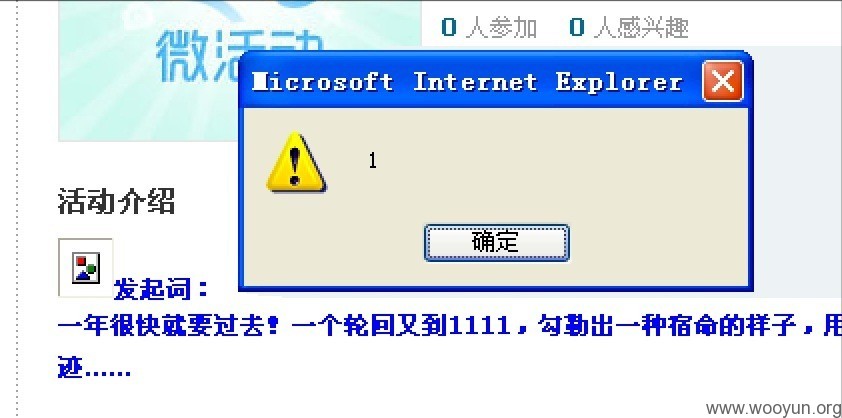 微活动
0 人参加 0 人感兴趣
Microsoft Internet Explorer
1
确定
活动介绍
发起词：
一年很快就要过去！一个轮回又到1111，勾勒出一种宿命的样子，用
迹……
www.wooyun.org